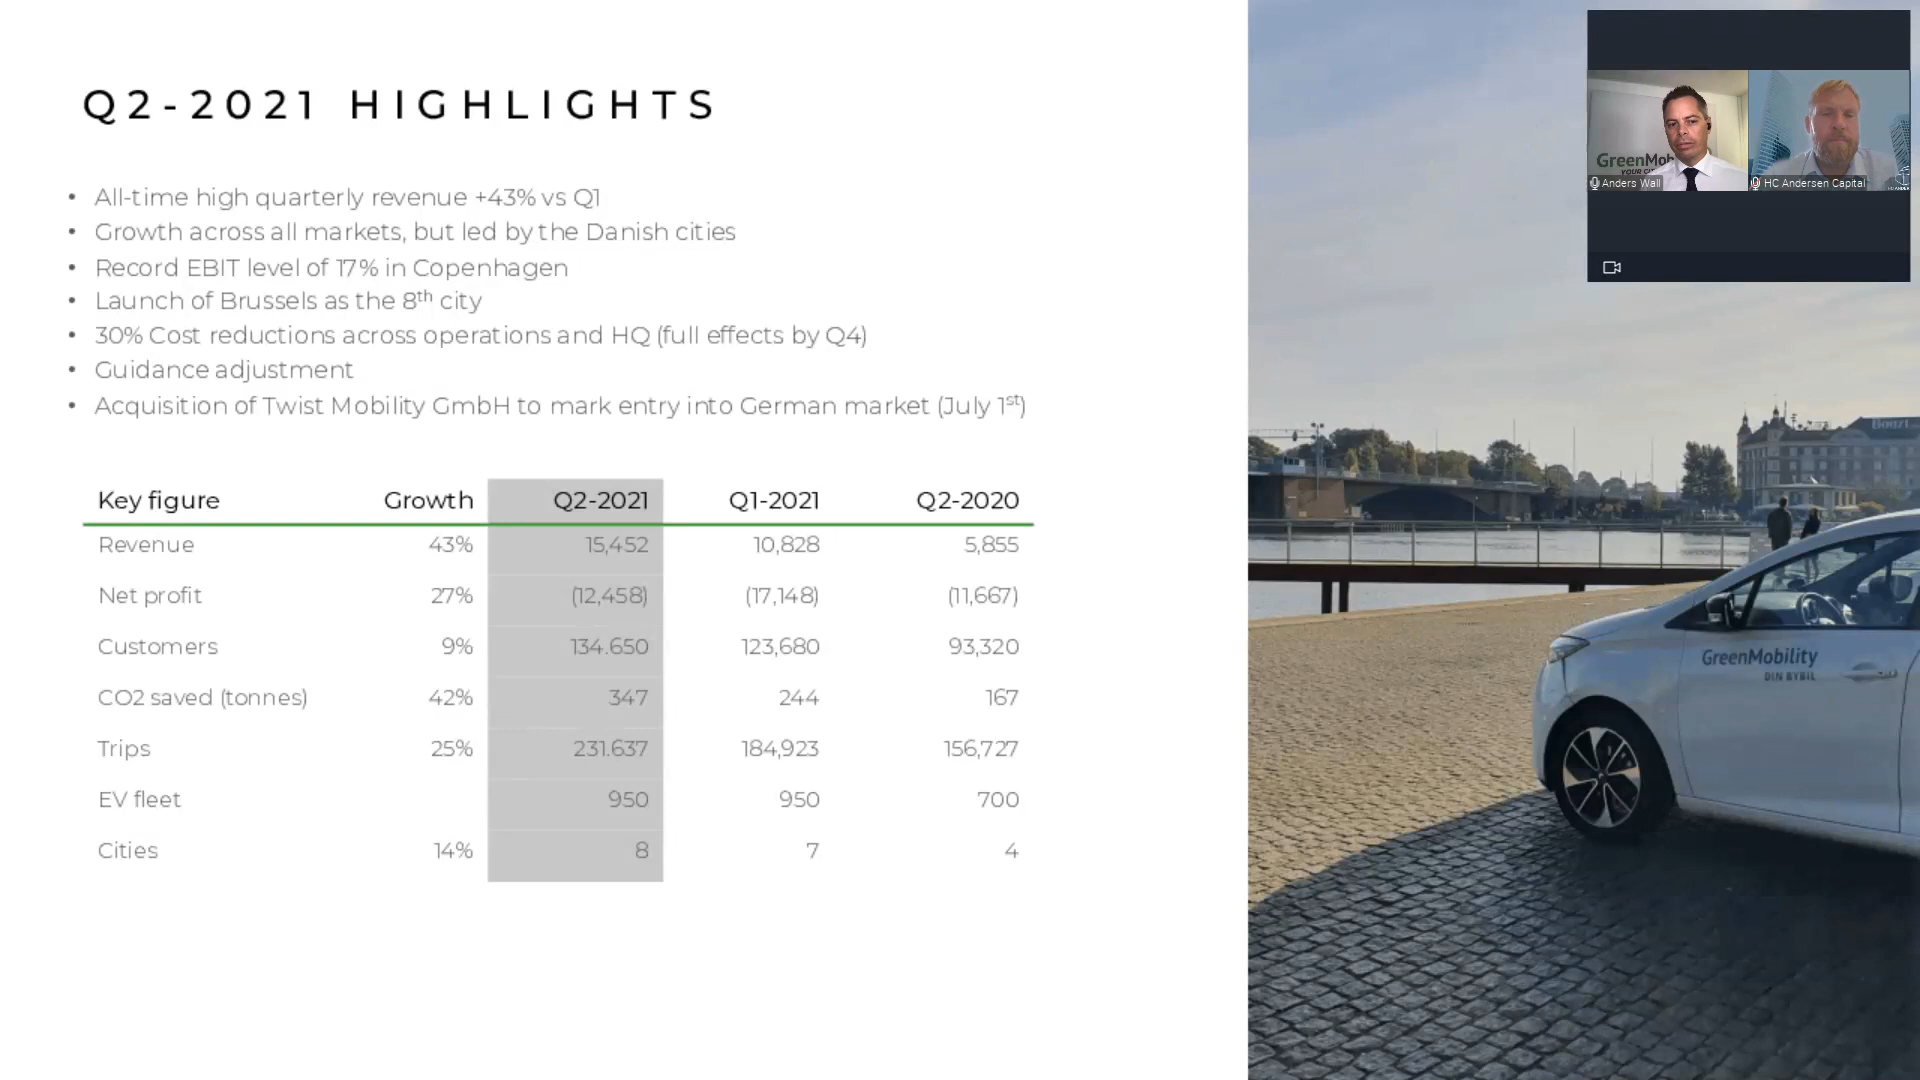 Q2-2021 HIGHLIGHTS
• All-time high quarterly revenue +43% vs Q1
• Growth across all markets, but led by the Danish cities
• Record EBIT level of 17% in Copenhagen
• Launch of Brussels as the 8th city
• 30% Cost reductions across operations and HQ (full effects by Q4)
• Guidance adjustment
• Acquisition of Twist Mobility GmbH to mark entry into German market (July 1st)
Key figure Growth Q2-2021 Q1-2021 Q2-2020
Revenue 43% 15,452 10,828 5,855
Net profit 27% (12,458) (17,148) (11,667)
Customers 9% 134.650 123,680 93,320
CO2 saved (tonnes) 42% 347 244 167
Trips 25% 231.637 184,923 156,727
EV fleet 950 950 700
Cities 14% 8 7 4
GreenMob
YOUR CI
Anders Wall
HC Andersen Capital
GreenMobility
DIN BYBIL